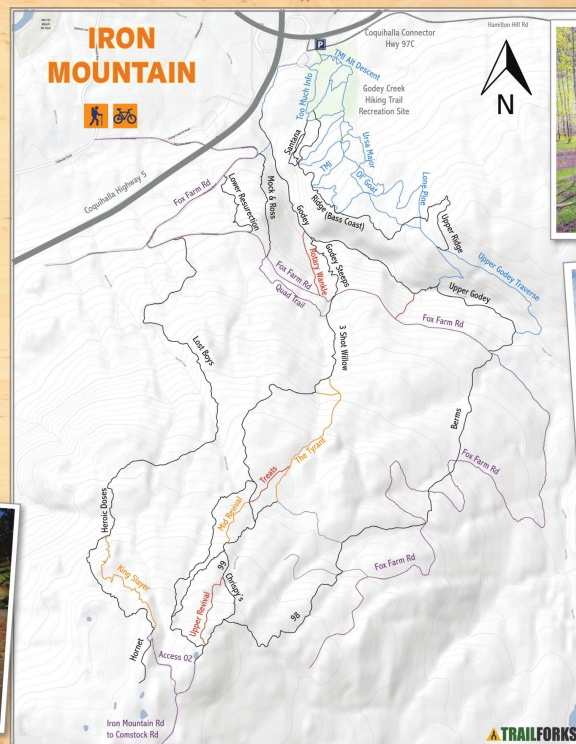 IRON
MOUNTAIN
P
Coquihalla Connector
Hwy 97C
Hamilton Hill Rd
TMI Alt Descent
Too Much Info
Godey Creek
Hiking Trail
Recreation Site
N
Santana
Ursa Major
TMI
Ol' Goat
Lone Pine
Coquihalla Highway 5
Fox Farm Rd
Lower Resurection
Mock & Ross
Godey
Ridge (Bass Coast)
Upper Ridge
Rotary Wankle
Godey Steeps
Upper Godey Traverse
Fox Farm Rd
Quad Trail
Upper Godey
Fox Farm Rd
Lost Boys
3 Shot Willow
Berms
The Tyrant
Treats
Fox Farm Rd
Heroic Doses
Mid Revival
King Slayer
99
Chrispy's
Fox Farm Rd
Upper Revival
98
Hornet
Access 02
Iron Mountain Rd
to Comstock Rd
TRAILFORKS